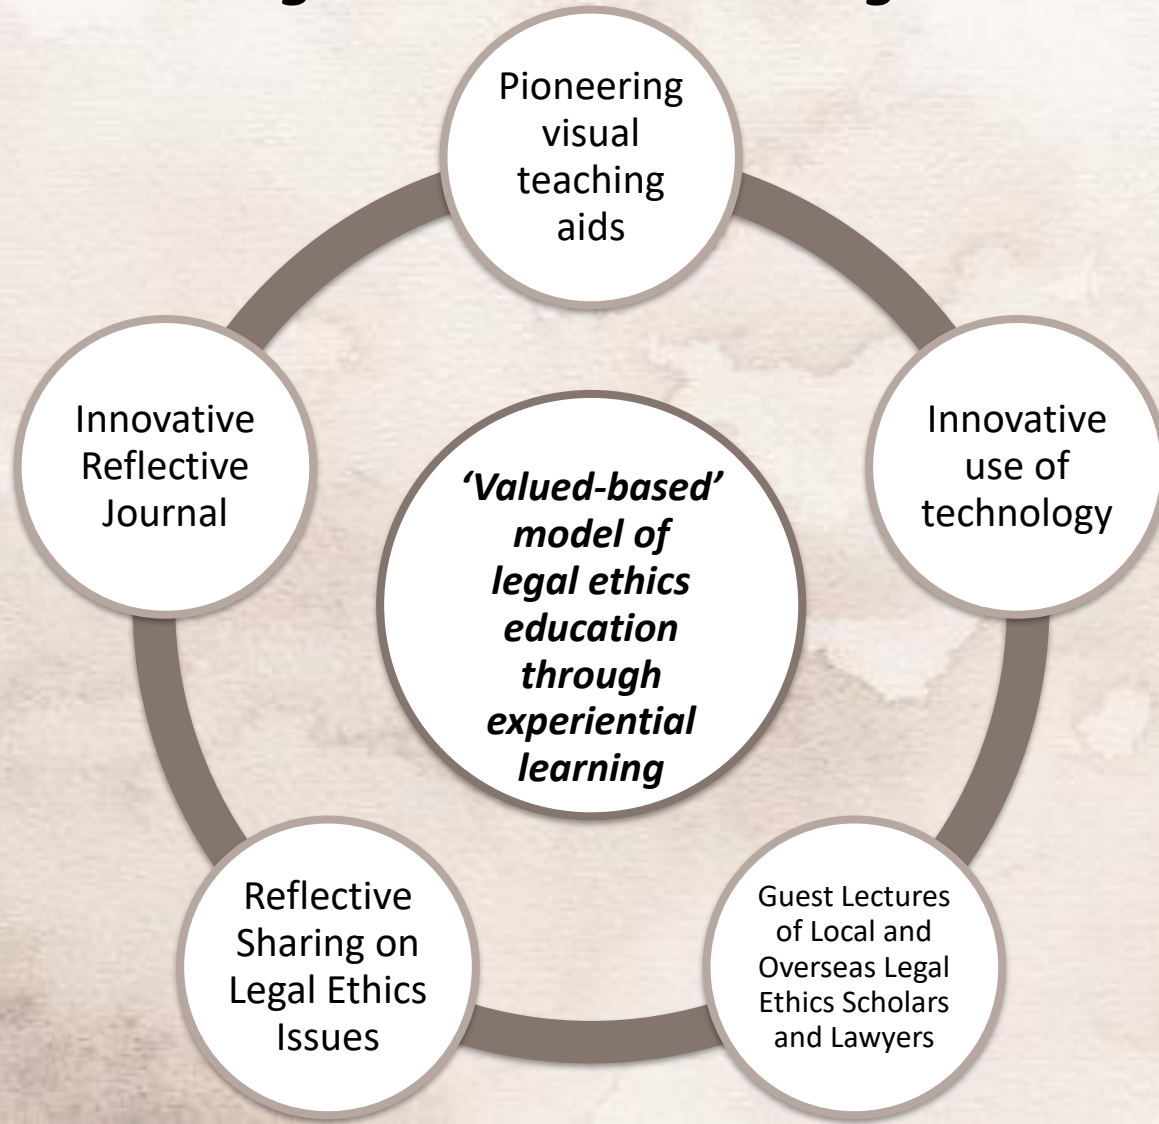 Pioneering
visual
teaching
aids
Innovative
use of
technology
Guest Lectures
of Local and
Overseas Legal
Ethics Scholars
and Lawyers
Reflective
Sharing on
Legal Ethics
Issues
Innovative
Reflective
Journal
‘Valued-based’
model of
legal ethics
education
through
experiential
learning